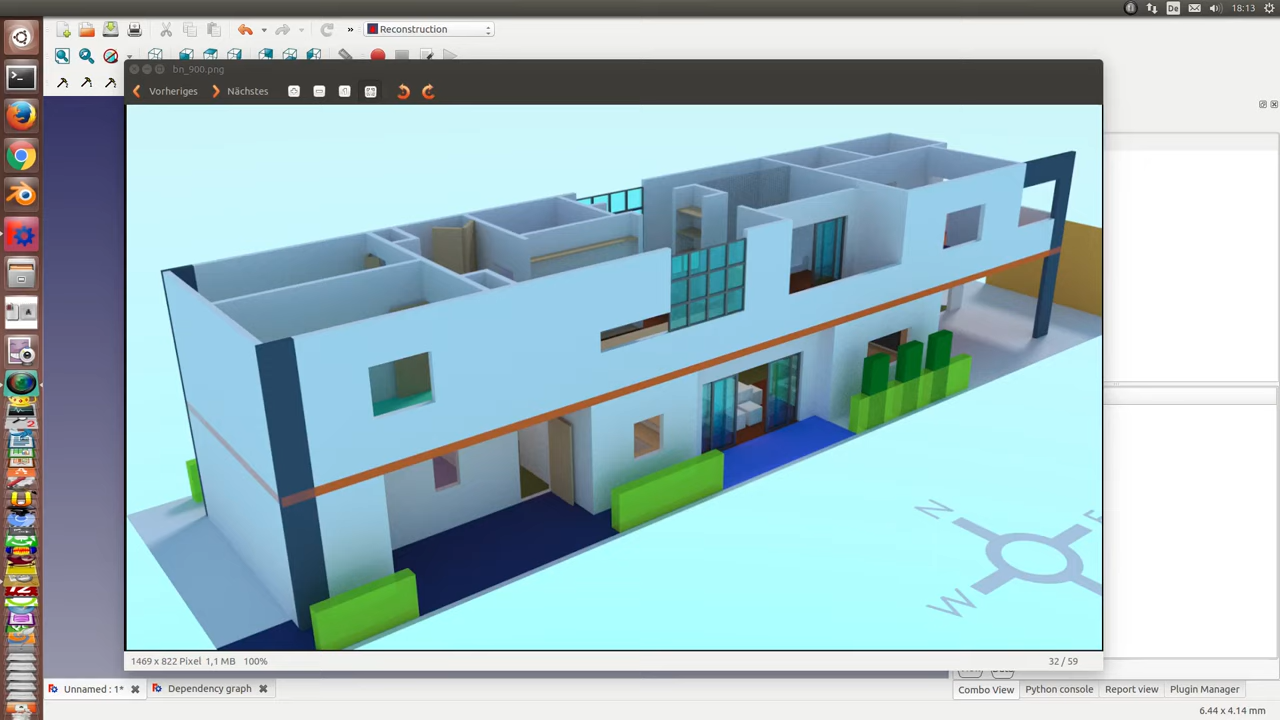 De
18:13
Reconstruction
bn_900.png
Vorheriges
Nächstes
N
W
1469 x 822 Pixel 1,1 MB 100%
32 / 59
Unnamed : 1*
Dependency graph
Combo View
Python console
Report view
Plugin Manager
6.44 x 4.14 mm